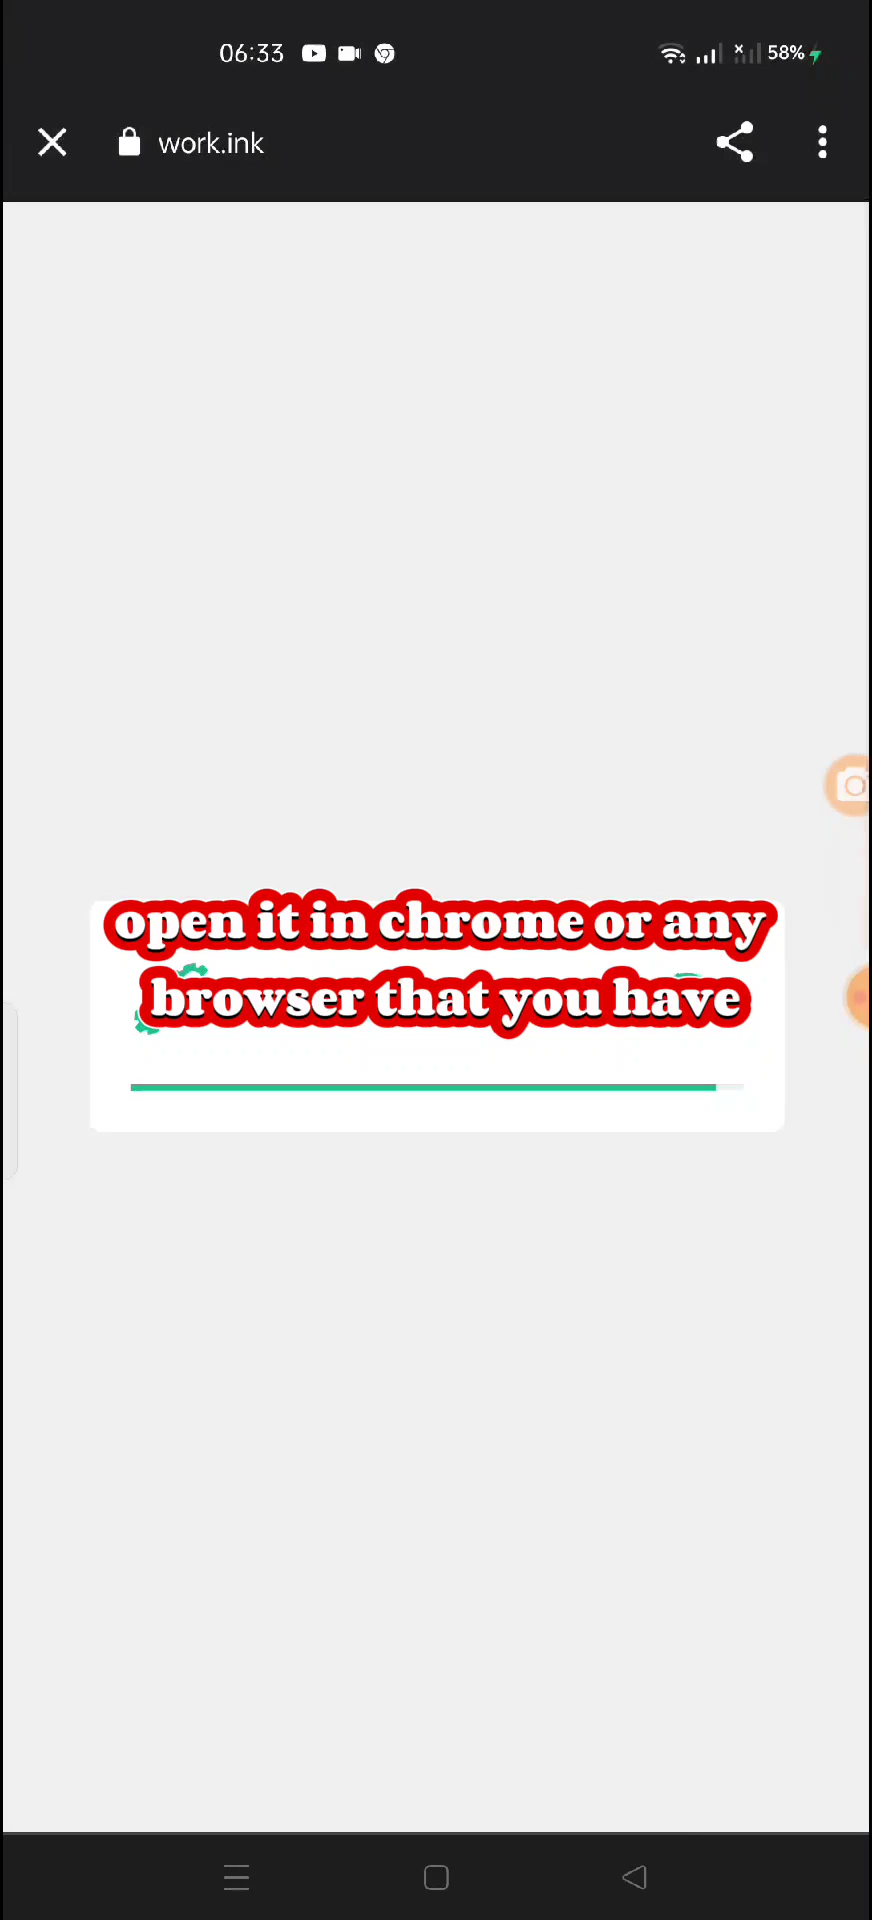 06:33
58%
work.ink
open it in chrome or any
browser that you have